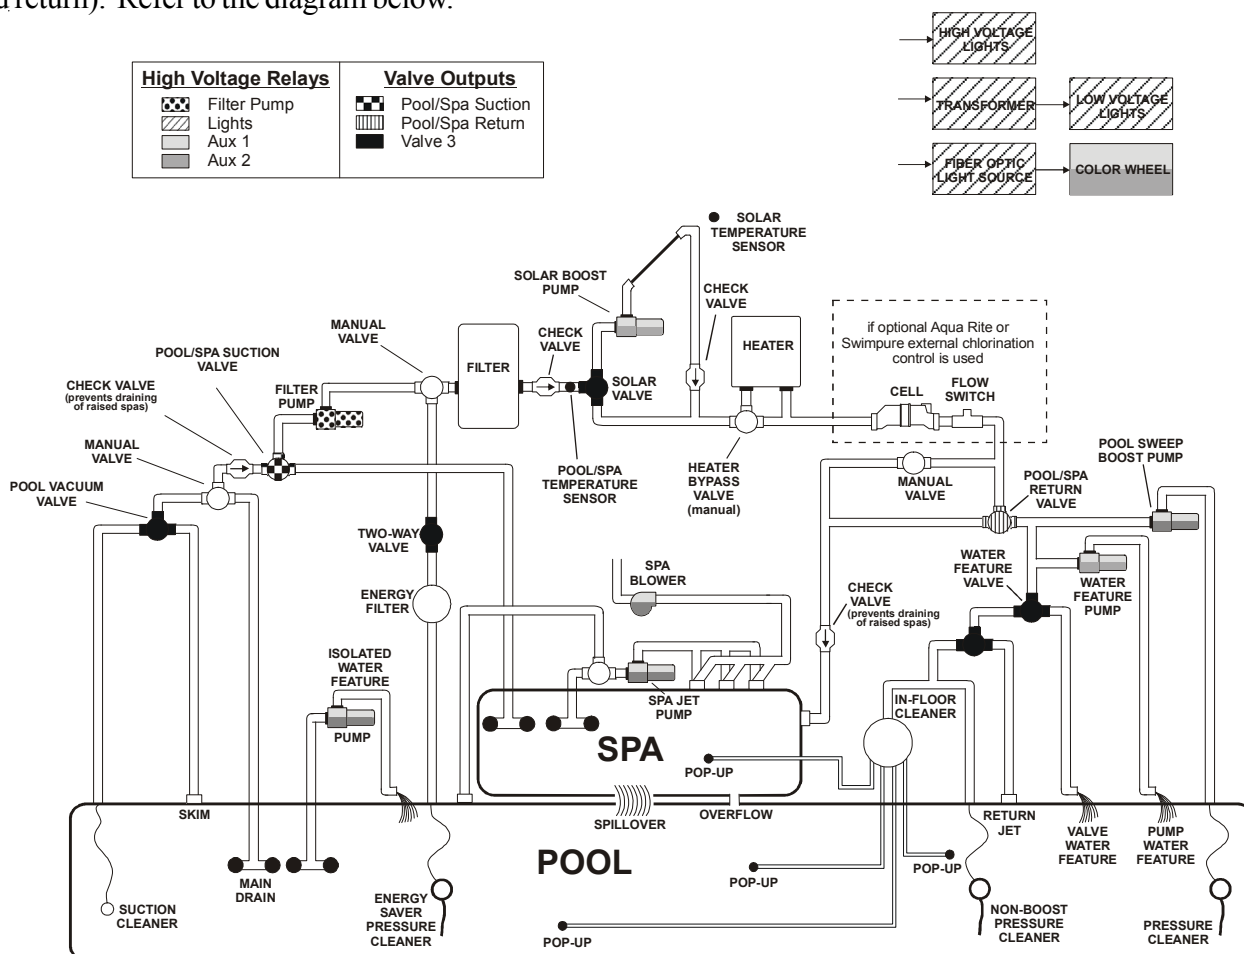 d return).  Refer to the diagram below.
HIGH VOLTAGE
LIGHTS
TRANSFORMER
LOW VOLTAGE
LIGHTS
FIBER OPTIC
LIGHT SOURCE
COLOR WHEEL
High Voltage Relays
Filter Pump
Lights
Aux 1
Aux 2
Valve Outputs
Pool/Spa Suction
Pool/Spa Return
Valve 3
SOLAR
TEMPERATURE
SENSOR
SOLAR BOOST
PUMP
CHECK
VALVE
MANUAL
VALVE
FILTER
CHECK
VALVE
SOLAR
VALVE
HEATER
if optional Aqua Rite or
Swimpure external chlorination
control is used
CELL
FLOW
SWITCH
POOL/SPA SUCTION
VALVE
CHECK VALVE
(prevents draining
of raised spas)
FILTER
PUMP
MANUAL
VALVE
POOL VACUUM
VALVE
POOL/SPA
TEMPERATURE
SENSOR
HEATER
BYPASS
VALVE
(manual)
MANUAL
VALVE
POOL SWEEP
BOOST PUMP
POOL/SPA
RETURN
VALVE
TWO-WAY
VALVE
ENERGY
FILTER
SPA
BLOWER
WATER
FEATURE
VALVE
WATER
FEATURE
PUMP
CHECK
VALVE
(prevents draining
of raised spas)
ISOLATED
WATER
FEATURE
PUMP
SPA JET
PUMP
IN-FLOOR
CLEANER
SPA
POP-UP
SKIM
SPILLOVER
OVERFLOW
RETURN
JET
VALVE
WATER
FEATURE
PUMP
WATER
FEATURE
POOL
POP-UP
POP-UP
POP-UP
MAIN
DRAIN
SUCTION
CLEANER
ENERGY
SAVER
PRESSURE
CLEANER
NON-BOOST
PRESSURE
CLEANER
PRESSURE
CLEANER